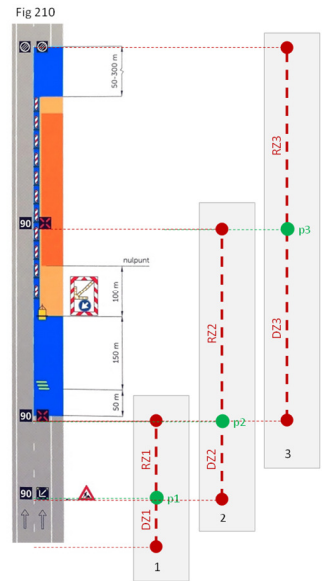 Fig 210
50-300 m
RZ3
90
p3
nulpunt
100 m
RZ2
DZ3
150 m
50 m
90
p2
RZ1
DZ2
3
90
p1
DZ1
2
1